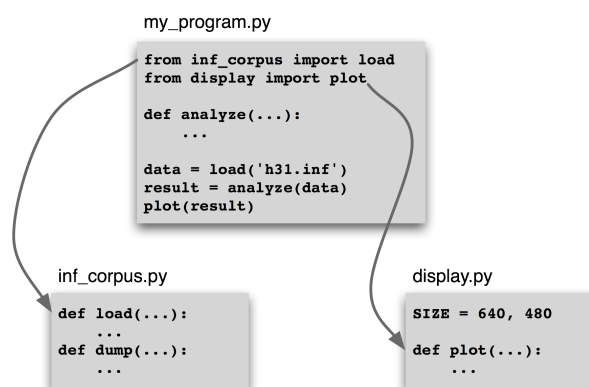 my_program.py
from inf_corpus import load
from display import plot
def analyze(...):
...
data = load('h31.inf')
result = analyze(data)
plot(result)
inf_corpus.py
def load(...):
...
def dump(...):
...
display.py
SIZE = 640, 480
def plot(...):
...